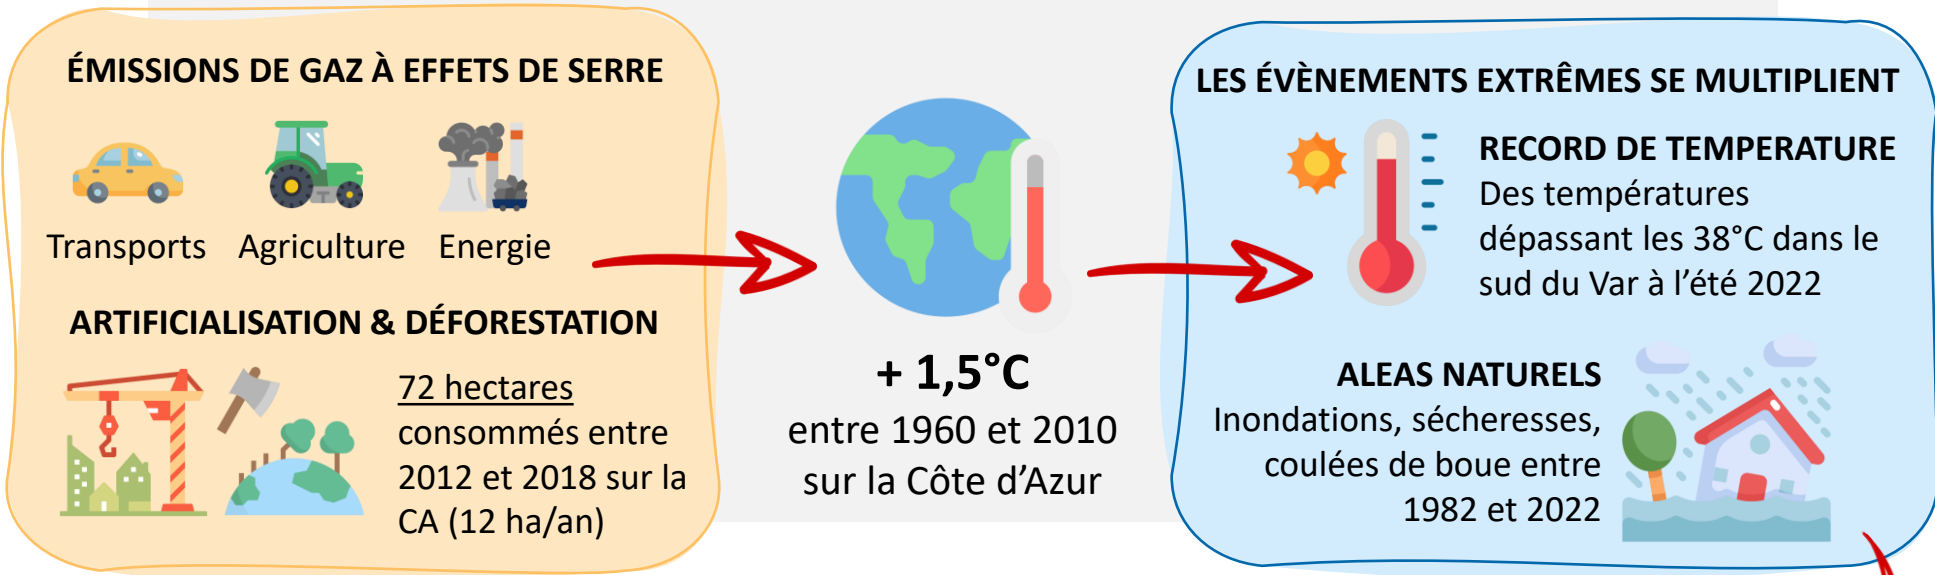 ÉMISSIONS DE GAZ À EFFETS DE SERRE
Transports
Agriculture
Energie
ARTIFICIALISATION & DÉFORESTATION
72 hectares
consommés entre
2012 et 2018 sur la
CA (12 ha/an)
+ 1,5°C
entre 1960 et 2010
sur la Côte d’Azur
LES ÉVÈNEMENTS EXTRÊMES SE MULTIPLIENT
RECORD DE TEMPERATURE
Des températures
dépassant les 38°C dans le
sud du Var à l’été 2022
ALEAS NATURELS
Inondations, sécheresses,
coulées de boue entre
1982 et 2022